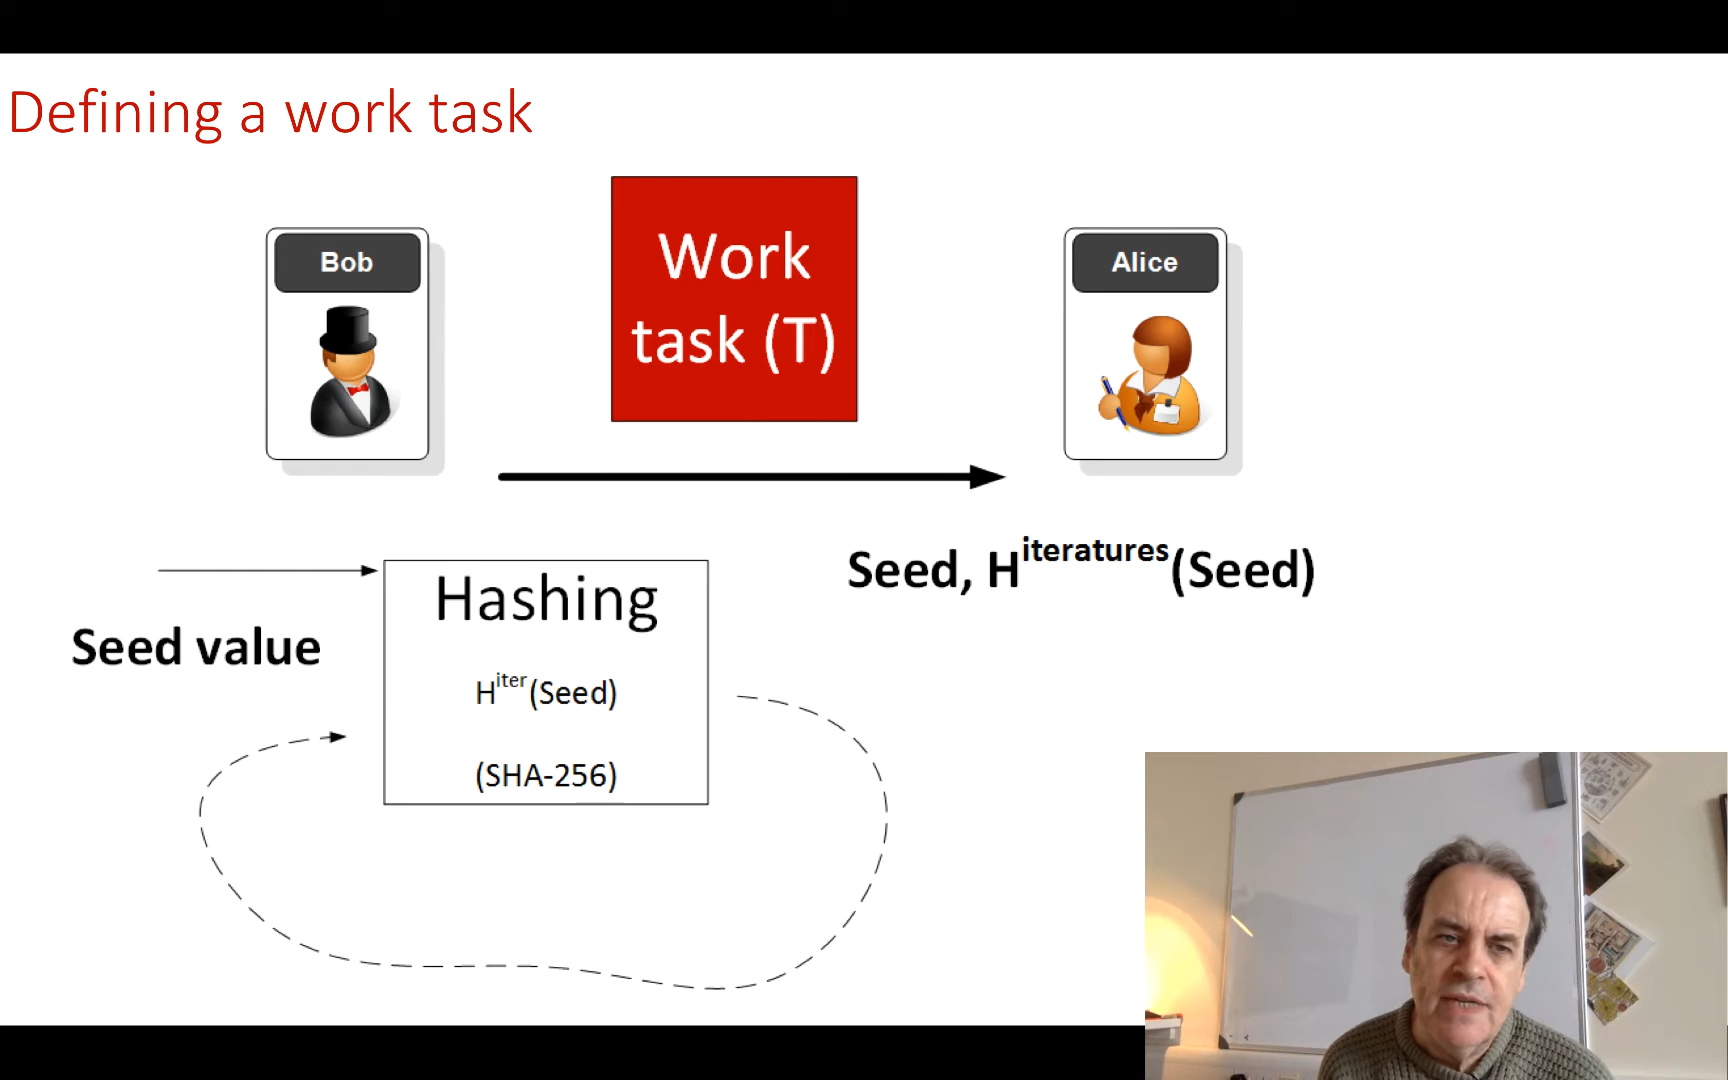 Defining a work task
Bob
Work
task (T)
Alice
Seed, H^iteratures(Seed)
Hashing
Seed value
H^iter(Seed)
(SHA-256)